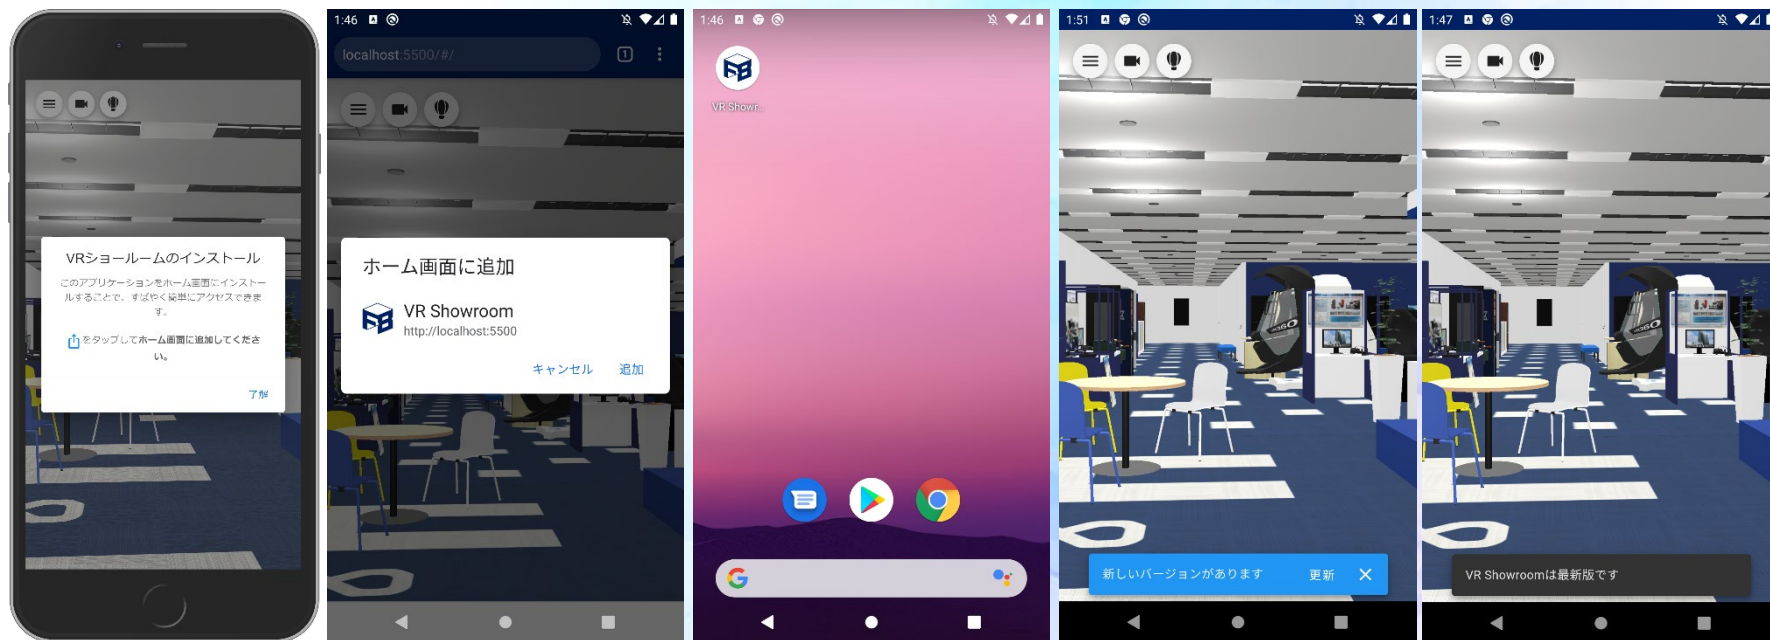 VRショールームのインストール
このアプリケーションをホーム画面にインストー
ルすることで、すばやく簡単にアクセスできま
す。
をタップしてホーム画面に追加してくださ
い。
了解
1:46
localhost:5500/#/
1
ホーム画面に追加
VR Showroom
http://localhost:5500
キャンセル
追加
1:46
VR Showr...
1:51
新しいバージョンがあります
更新
1:47
VR Showroomは最新版です